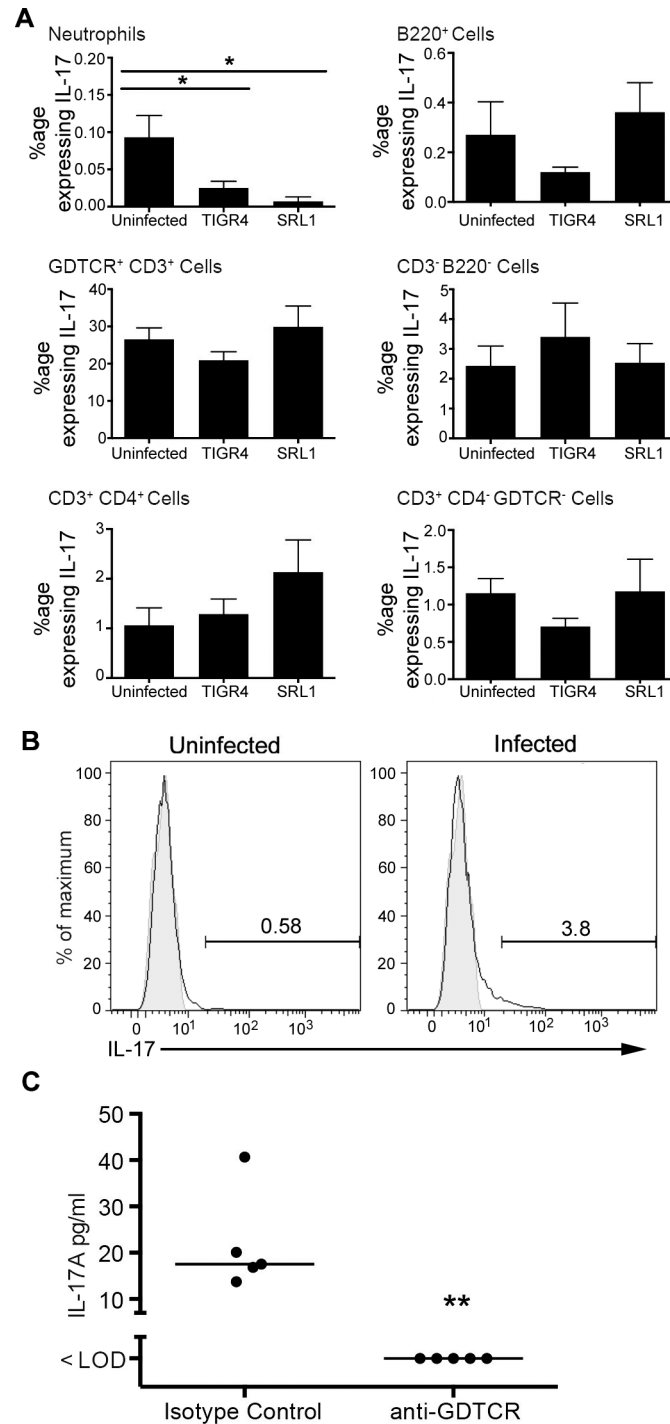 A
Neutrophils
%age
expressing IL-17
0.20
0.15
0.10
0.05
0.00
*
*
Uninfected TIGR4 SRL1
B220+ Cells
%age
expressing IL-17
0.6
0.4
0.2
0.0
Uninfected TIGR4 SRL1
GDTCR+ CD3+ Cells
%age
expressing IL-17
40
30
20
10
0
Uninfected TIGR4 SRL1
CD3- B220- Cells
%age
expressing IL-17
5
4
3
2
1
0
Uninfected TIGR4 SRL1
CD3+ CD4+ Cells
%age
expressing IL-17
3
2
1
0
Uninfected TIGR4 SRL1
CD3+ CD4- GDTCR- Cells
%age
expressing IL-17
2.0
1.5
1.0
0.5
0.0
Uninfected TIGR4 SRL1
B
Uninfected
% of maximum
100
80
60
40
20
0
0.58
0 10¹ 10² 10³
Infected
100
80
60
40
20
0
3.8
0 10¹ 10² 10³
IL-17
C
IL-17A pg/ml
50
40
30
20
10
< LOD
**
Isotype Control anti-GDTCR